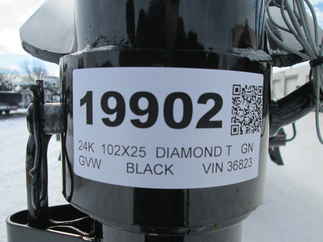 19902
24K 102X25 DIAMOND T GN
GVW BLACK VIN 36823